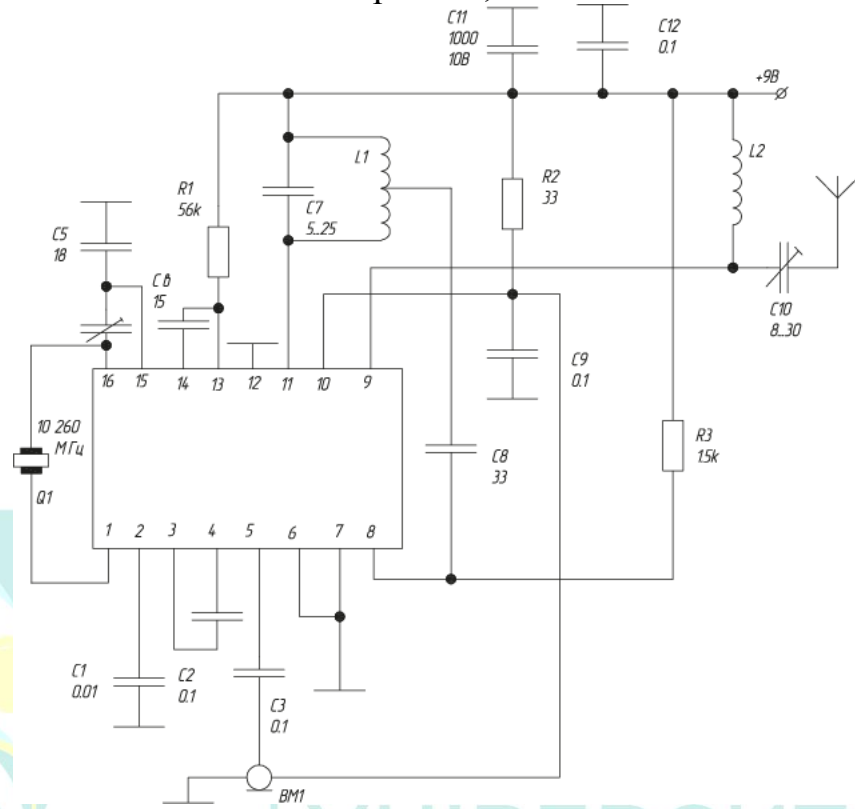 C11
1000
10В
C12
0.1
+9В
L1
L2
R1
56k
R2
33
C7
5...25
C5
18
C 6
15
C10
8...30
16
15
14
13
12
11
10
9
C9
0.1
10 260
МГц
R3
1.5k
C8
33
Q1
1
2
3
4
5
6
7
8
C1
0.01
C2
0.1
C3
0.1
BM1